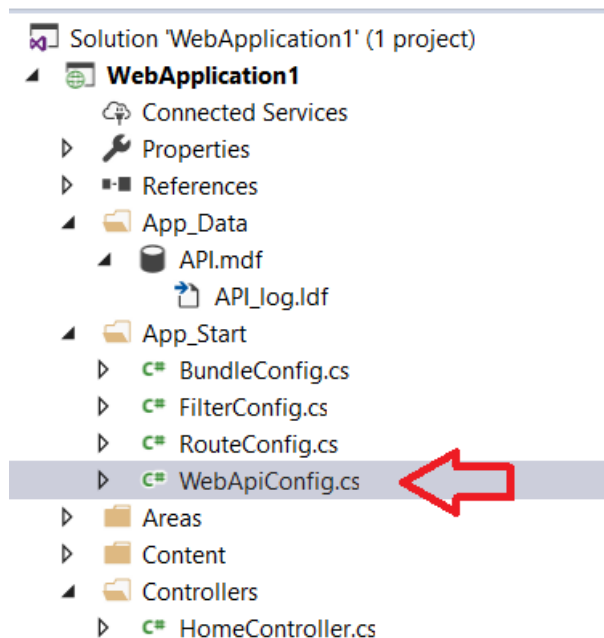 Solution 'WebApplication1' (1 project)
WebApplication1
Connected Services
Properties
References
App_Data
API.mdf
API_log.ldf
App_Start
C# BundleConfig.cs
C# FilterConfig.cs
C# RouteConfig.cs
C# WebApiConfig.cs
Areas
Content
Controllers
C# HomeController.cs